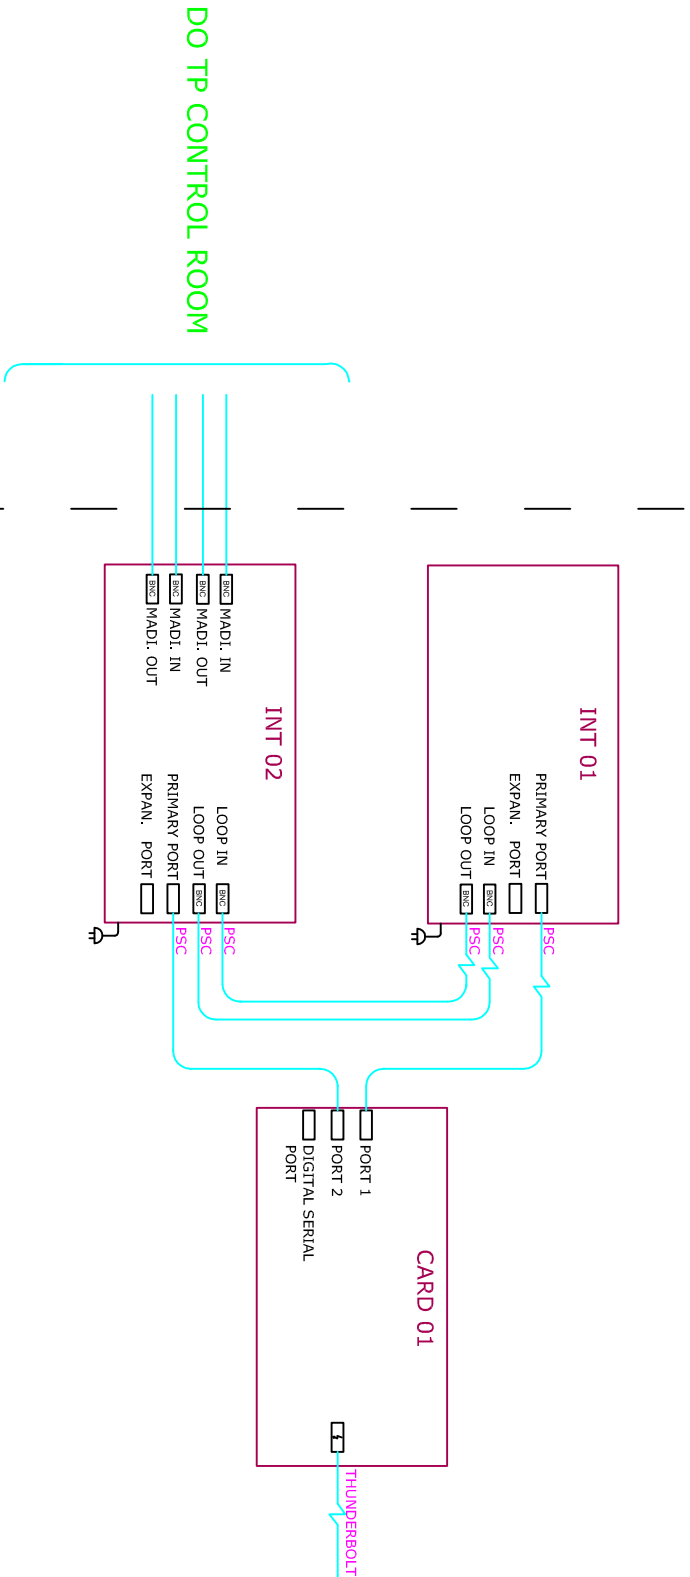 DO TP CONTROL ROOM
INT 01
PRIMARY PORT
EXPAN. PORT
LOOP IN
BNC
LOOP OUT
BNC
PSC
PSC
PSC
INT 02
BNC
MADI. IN
BNC
MADI. OUT
BNC
MADI. IN
BNC
MADI. OUT
LOOP IN
BNC
LOOP OUT
BNC
PRIMARY PORT
EXPAN. PORT
PSC
PSC
PSC
CARD 01
PORT 1
PORT 2
DIGITAL SERIAL
PORT
THUNDERBOLT